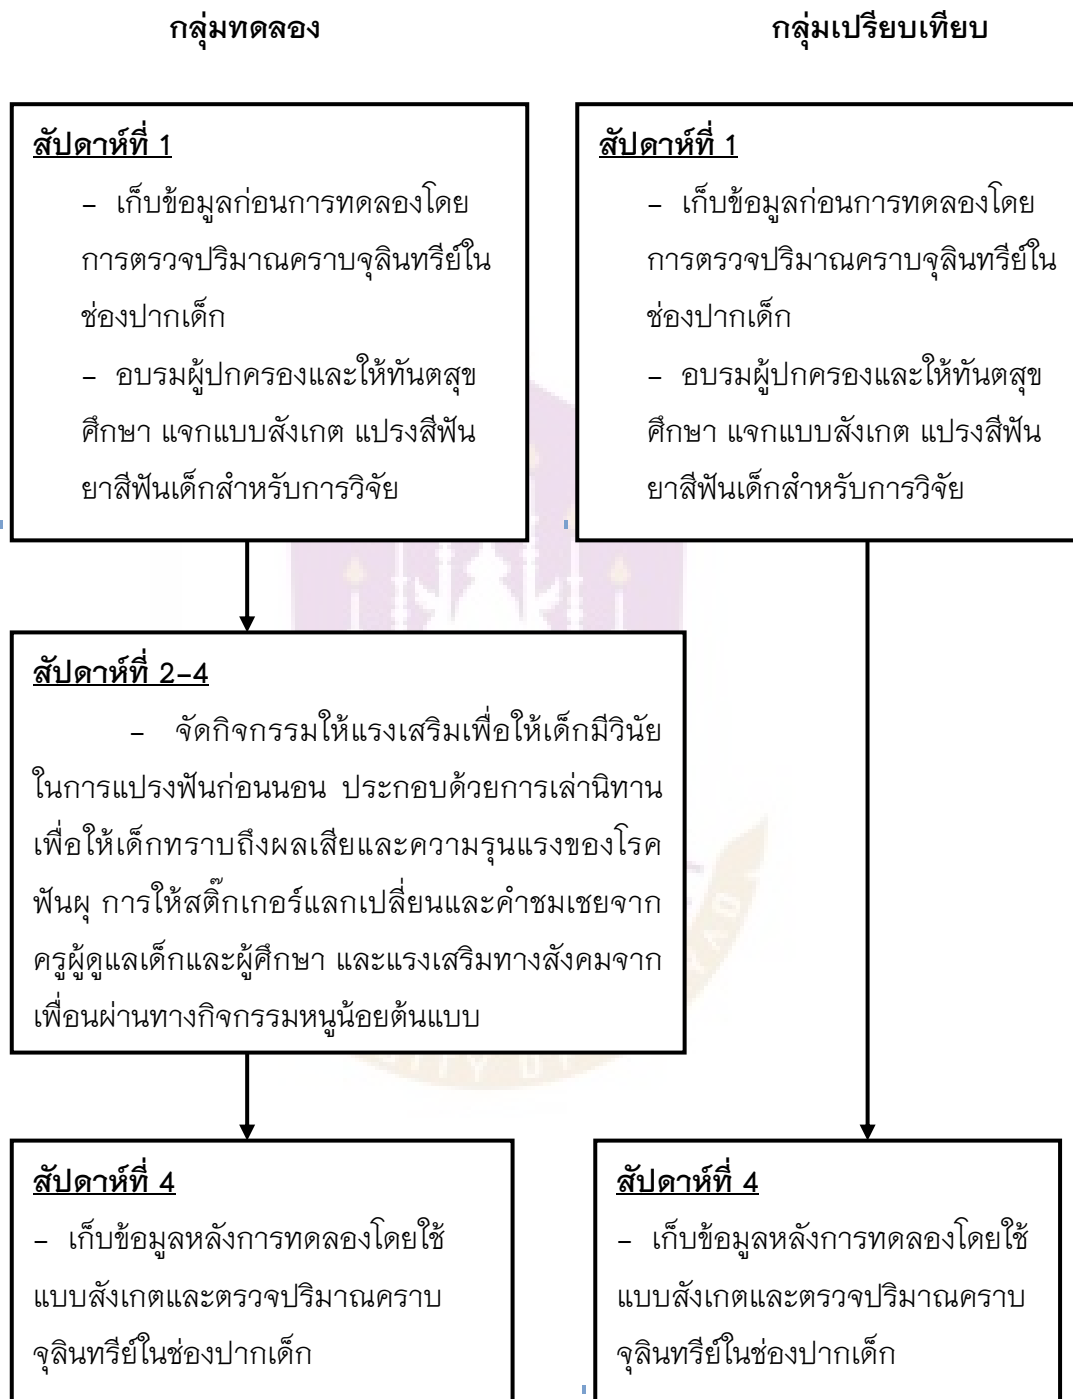 กลุ่มทดลอง
กลุ่มเปรียบเทียบ
สัปดาห์ที่ 1
– เก็บข้อมูลก่อนการทดลองโดย
การตรวจปริมาณคราบจุลินทรีย์ใน
ช่องปากเด็ก
– อบรมผู้ปกครองและให้ทันตสุข
ศึกษา แจกแบบสังเกต แปรงสีฟัน
ยาสีฟันเด็กสำหรับการวิจัย
สัปดาห์ที่ 1
– เก็บข้อมูลก่อนการทดลองโดย
การตรวจปริมาณคราบจุลินทรีย์ใน
ช่องปากเด็ก
– อบรมผู้ปกครองและให้ทันตสุข
ศึกษา แจกแบบสังเกต แปรงสีฟัน
ยาสีฟันเด็กสำหรับการวิจัย
สัปดาห์ที่ 2–4
– จัดกิจกรรมให้แรงเสริมเพื่อให้เด็กมีวินัย
ในการแปรงฟันก่อนนอน ประกอบด้วยการเล่านิทาน
เพื่อให้เด็กทราบถึงผลเสียและความรุนแรงของโรค
ฟันผุ การให้สติ๊กเกอร์แลกเปลี่ยนและคำชมเชยจาก
ครูผู้ดูแลเด็กและผู้ศึกษา และแรงเสริมทางสังคมจาก
เพื่อนผ่านทางกิจกรรมหนูน้อยต้นแบบ
สัปดาห์ที่ 4
– เก็บข้อมูลหลังการทดลองโดยใช้
แบบสังเกตและตรวจปริมาณคราบ
จุลินทรีย์ในช่องปากเด็ก
สัปดาห์ที่ 4
– เก็บข้อมูลหลังการทดลองโดยใช้
แบบสังเกตและตรวจปริมาณคราบ
จุลินทรีย์ในช่องปากเด็ก